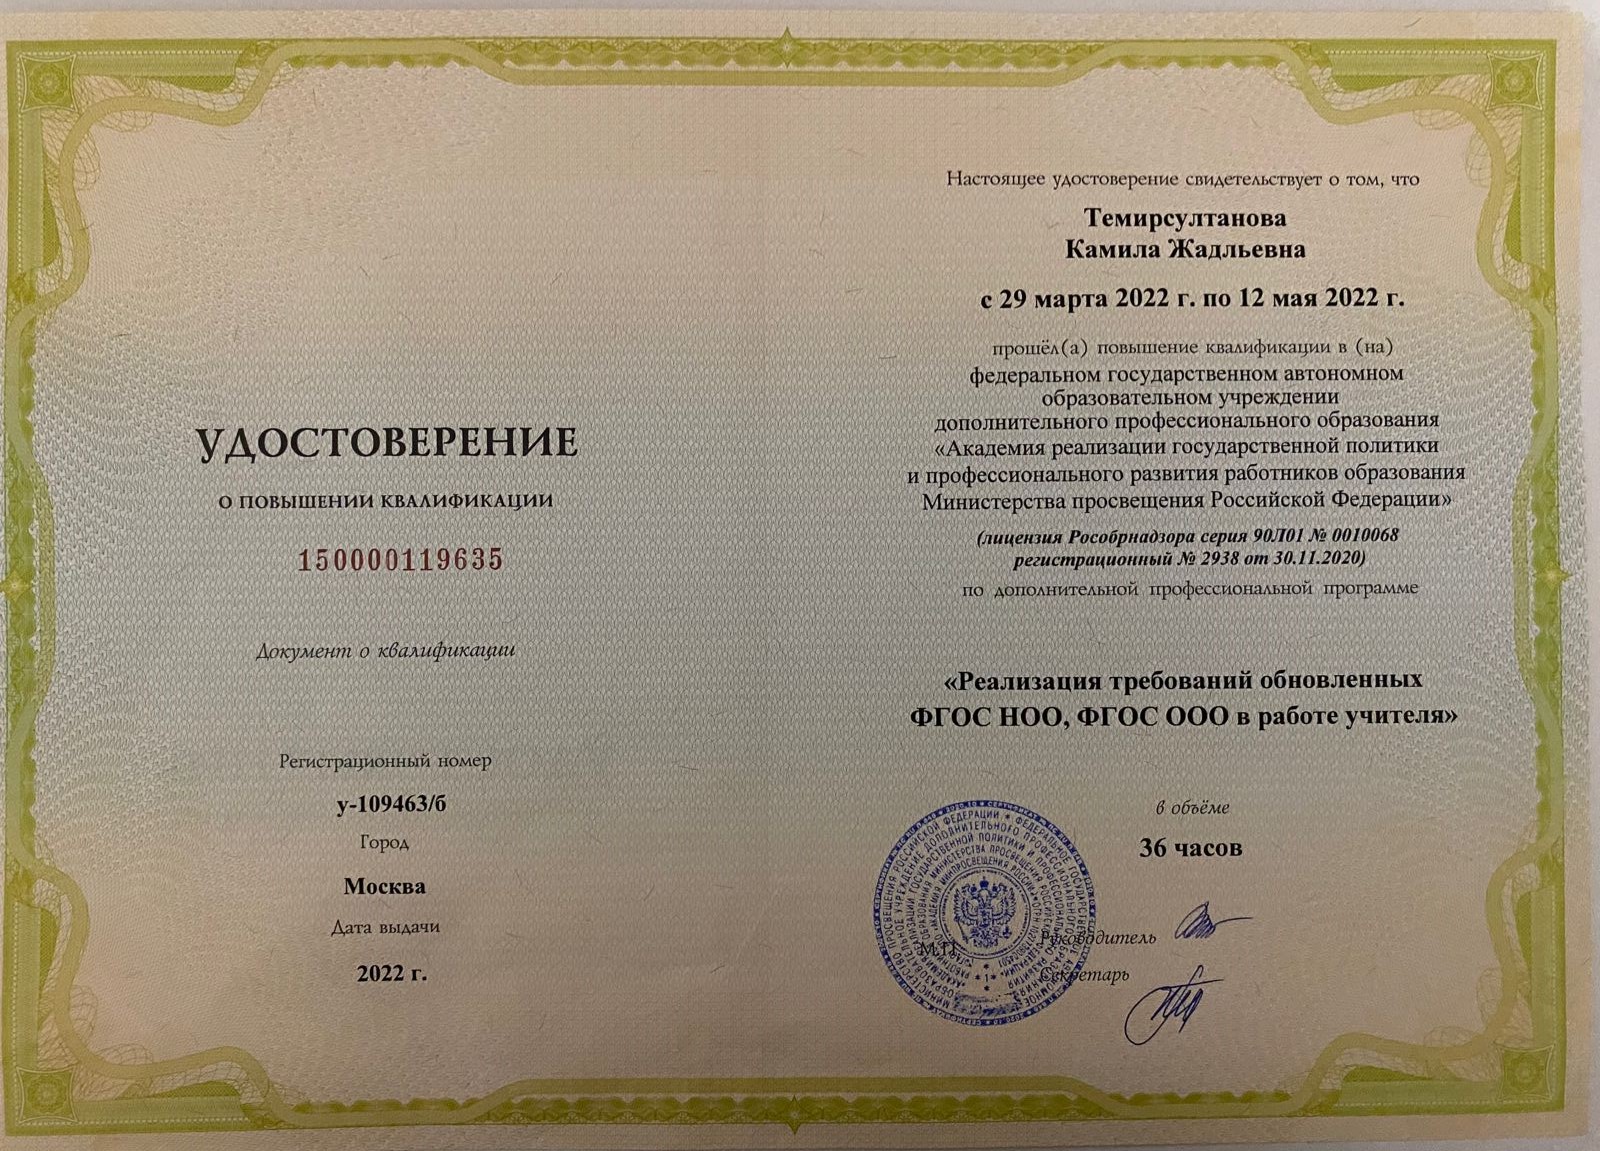 УДОСТОВЕРЕНИЕ
О ПОВЫШЕНИИ КВАЛИФИКАЦИИ
150000119635
Документ о квалификации
Регистрационный номер
у-109463/б
Город
Москва
Дата выдачи
2022 г.
Настоящее удостоверение свидетельствует о том, что
Темирсултанова
Камила Жадльевна
с 29 марта 2022 г. по 12 мая 2022 г.
прошёл(а) повышение квалификации в (на)
федеральном государственном автономном
образовательном учреждении
дополнительного профессионального образования
«Академия реализации государственной политики
и профессионального развития работников образования
Министерства просвещения Российской Федерации»
(лицензия Рособрнадзора серия 90Л01 № 0010068
регистрационный № 2938 от 30.11.2020)
по дополнительной профессиональной программе
«Реализация требований обновленных
ФГОС НОО, ФГОС ООО в работе учителя»
в объёме
36 часов
М.П.
Руководитель
Секретарь